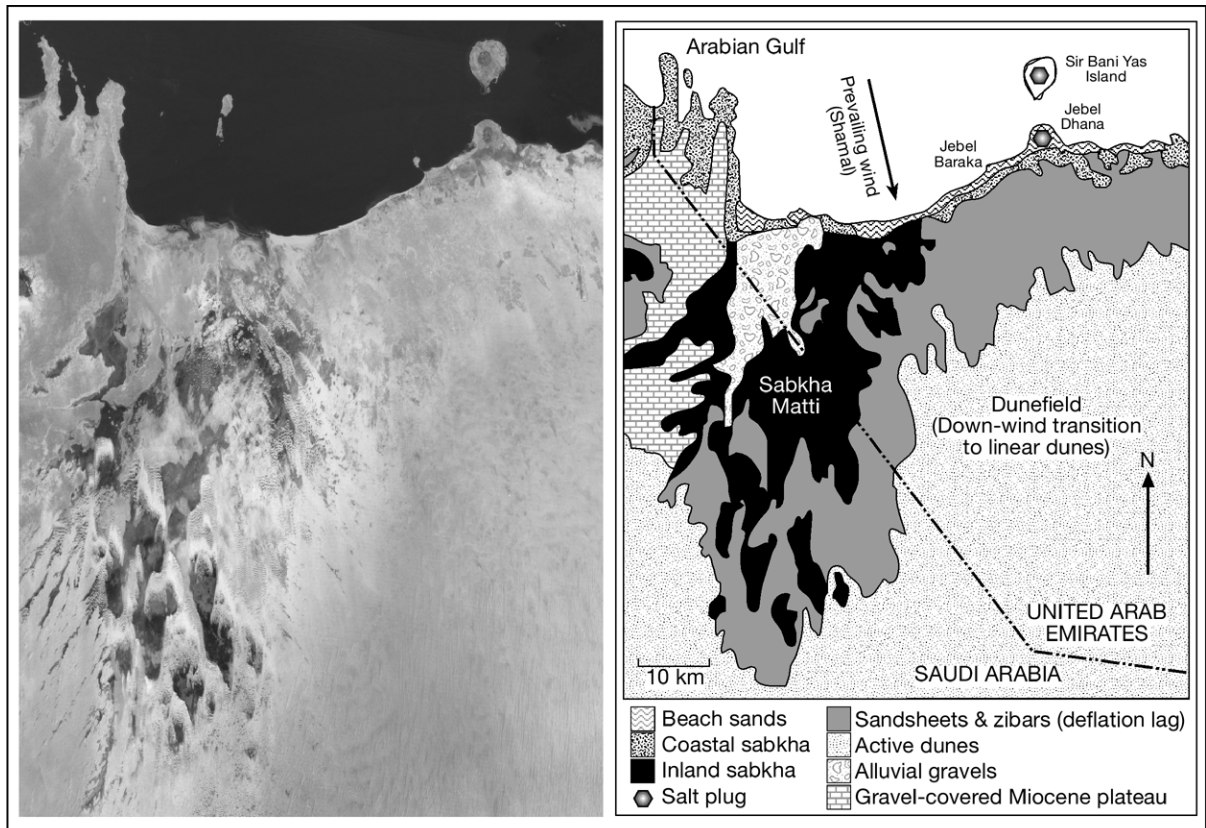 Arabian Gulf
Prevailing wind
(Shamal)
Sir Bani Yas
Island
Jebel
Dhana
Jebel
Baraka
Sabkha
Matti
Dunefield
(Down-wind transition
to linear dunes)
N
UNITED ARAB
EMIRATES
SAUDI ARABIA
10 km
Beach sands
Coastal sabkha
Inland sabkha
Salt plug
Sandsheets & zibars (deflation lag)
Active dunes
Alluvial gravels
Gravel-covered Miocene plateau